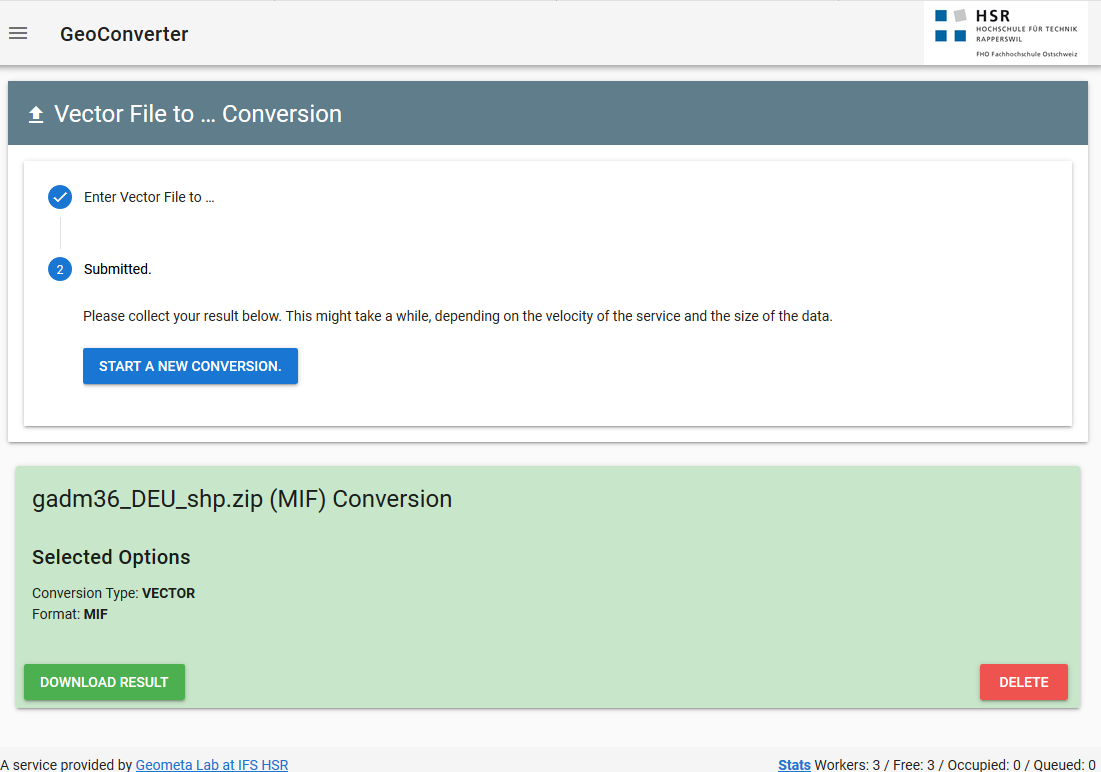 GeoConverter
HSR
HOCHSCHULE FÜR TECHNIK
RAPPERSWIL
FHO Fachhochschule Ostschweiz
Vector File to ... Conversion
Enter Vector File to ...
2 Submitted.
Please collect your result below. This might take a while, depending on the velocity of the service and the size of the data.
START A NEW CONVERSION.
gadm36_DEU_shp.zip (MIF) Conversion
Selected Options
Conversion Type: VECTOR
Format: MIF
DOWNLOAD RESULT DELETE
A service provided by Geometa Lab at IFS HSR Stats Workers: 3 / Free: 3 / Occupied: 0 / Queued: 0